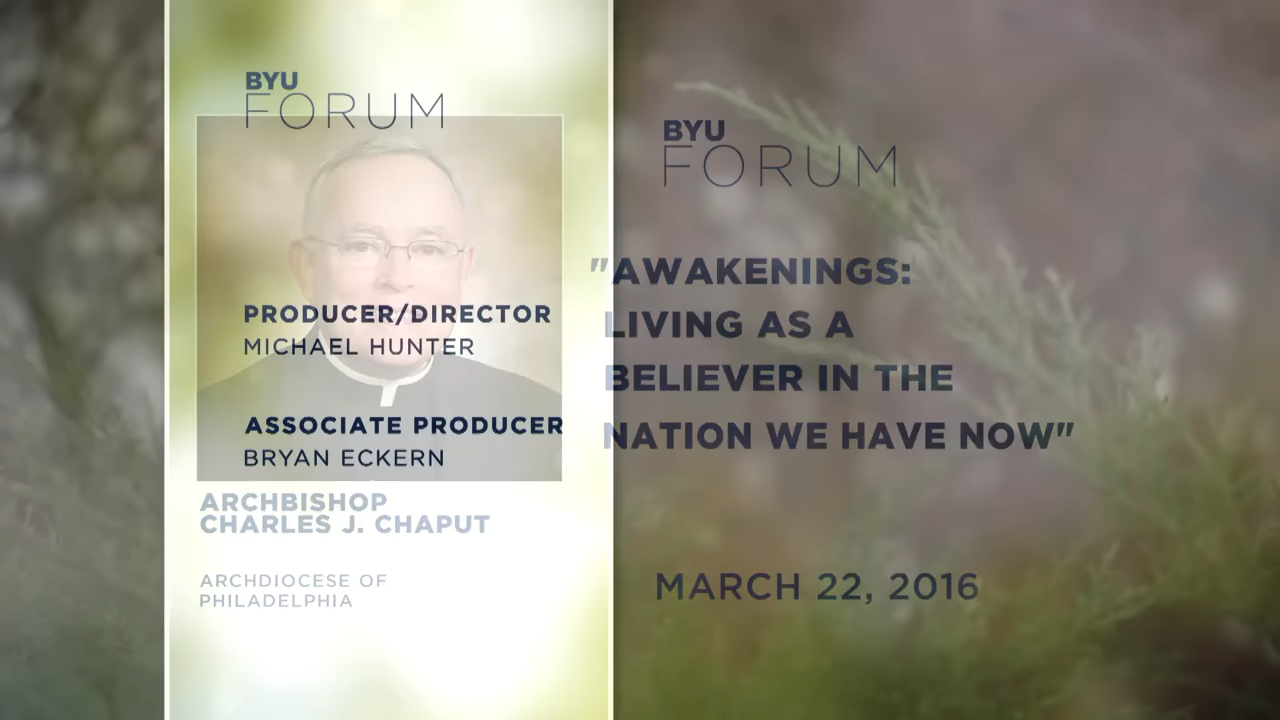 BYU
FORUM
PRODUCER/DIRECTOR
MICHAEL HUNTER
ASSOCIATE PRODUCER
BRYAN ECKERN
ARCHBISHOP
CHARLES J. CHAPUT
ARCHDIOCESE OF
PHILADELPHIA
BYU
FORUM
"AWAKENINGS:
LIVING AS A
BELIEVER IN THE
NATION WE HAVE NOW"
MARCH 22, 2016